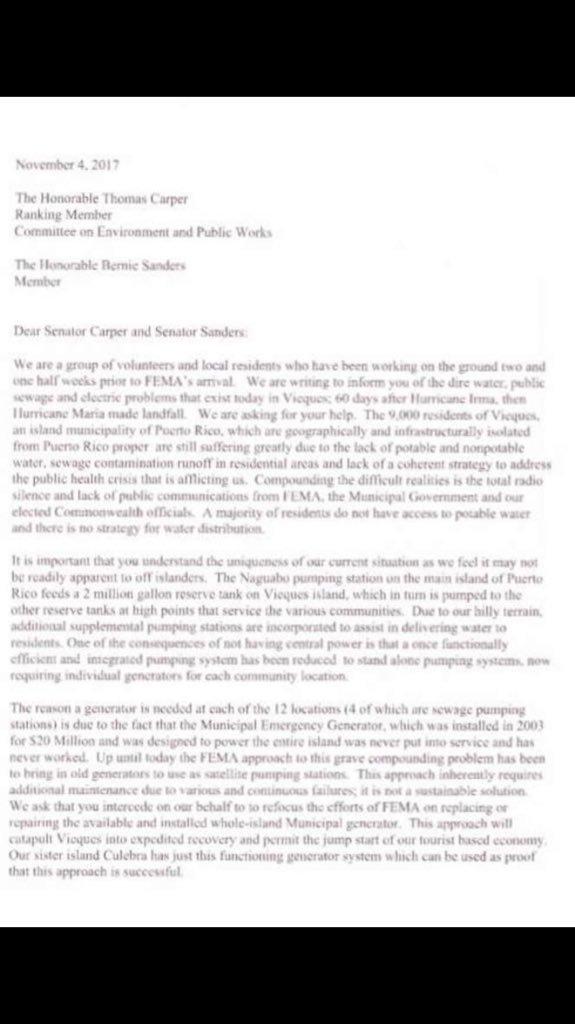 November 4, 2017
The Honorable Thomas Carper
Ranking Member
Committee on Environment and Public Works
The Honorable Bernie Sanders
Member
Dear Senator Carper and Senator Sanders:
We are a group of volunteers and local residents who have been working on the ground two and
one half weeks prior to FEMA's arrival. We are writing to inform you of the dire water, public
sewage and electric problems that exist today in Vieques; 60 days after Hurricane Irma, then
Hurricane Maria made landfall. We are asking for your help. The 9,000 residents of Vieques,
an island municipality of Puerto Rico, which are geographically and infrastructurally isolated
from Puerto Rico proper are still suffering greatly due to the lack of potable and nonpotable
water, sewage contamination runoff in residential areas and lack of a coherent strategy to address
the public health crisis that is afflicting us. Compounding the difficult realities is the total radio
silence and lack of public communications from FEMA, the Municipal Government and our
elected Commonwealth officials. A majority of residents do not have access to potable water
and there is no strategy for water distribution.
It is important that you understand the uniqueness of our current situation as we feel it may not
be readily apparent to off islanders. The Naguabo pumping station on the main island of Puerto
Rico feeds a 2 million gallon reserve tank on Vieques island, which in turn is pumped to the
other reserve tanks at high points that service the various communities. Due to our hilly terrain,
additional supplemental pumping stations are incorporated to assist in delivering water to
residents. One of the consequences of not having central power is that a once functionally
efficient and integrated pumping system has been reduced to stand alone pumping systems, now
requiring individual generators for each community location.
The reason a generator is needed at each of the 12 locations (4 of which are sewage pumping
stations) is due to the fact that the Municipal Emergency Generator, which was installed in 2003
for $20 Million and was designed to power the entire island was never put into service and has
never worked. Up until today the FEMA approach to this grave compounding problem has been
to bring in old generators to use as satellite pumping stations. This approach inherently requires
additional maintenance due to various and continuous failures; it is not a sustainable solution.
We ask that you intercede on our behalf to to refocus the efforts of FEMA on replacing or
repairing the available and installed whole-island Municipal generator. This approach will
catapult Vieques into expedited recovery and permit the jump start of our tourist based economy.
Our sister island Culebra has just this functioning generator system which can be used as proof
that this approach is successful.